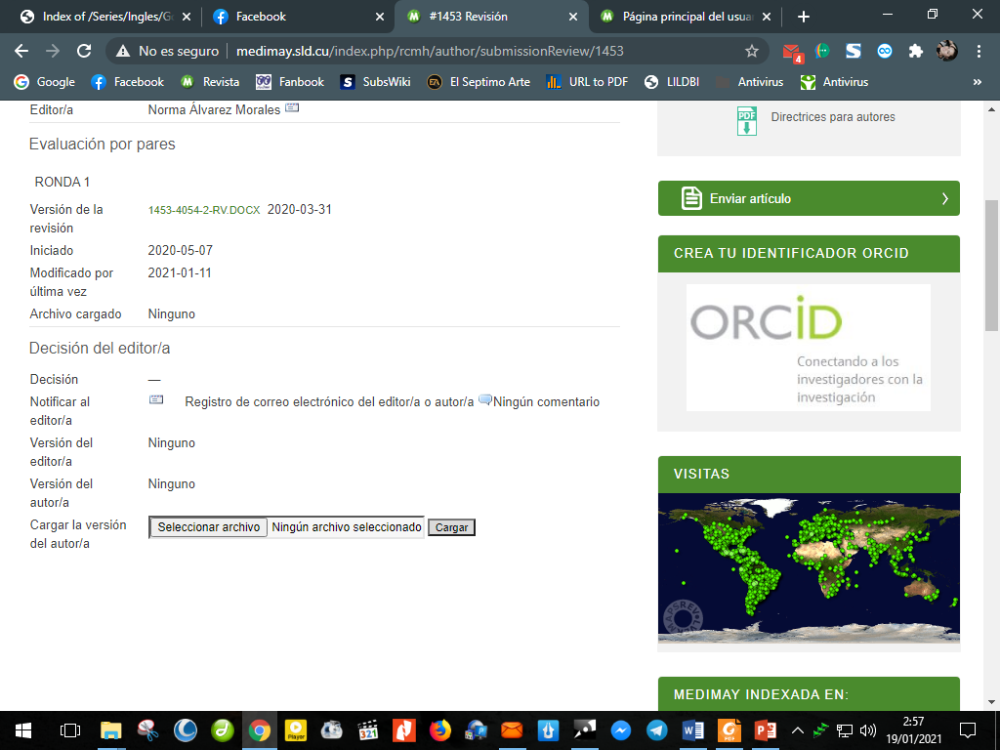 Index of /Series/Ingles/G
Facebook
#1453 Revisión
Página principal del usua
No es seguro
medimay.sld.cu/index.php/rcmh/author/submissionReview/1453
4
Google
Facebook
Revista
Fanbook
SubsWiki
El Septimo Arte
URL to PDF
LILDBI
Antivirus
Antivirus
»
Editor/a Norma Álvarez Morales
Evaluación por pares
RONDA 1
Versión de la revisión 1453-4054-2-RV.DOCX 2020-03-31
Iniciado 2020-05-07
Modificado por última vez 2021-01-11
Archivo cargado Ninguno
Decisión del editor/a
Decisión —
Notificar al editor/a Registro de correo electrónico del editor/a o autor/a Ningún comentario
Versión del editor/a Ninguno
Versión del autor/a Ninguno
Cargar la versión del autor/a Seleccionar archivo Ningún archivo seleccionado Cargar
PDF
Directrices para autores
Enviar artículo
CREA TU IDENTIFICADOR ORCID
ORCID
Conectando a los
investigadores con la
investigación
VISITAS
MEDIMAY INDEXADA EN:
Player
321
PDF
2:57
19/01/2021